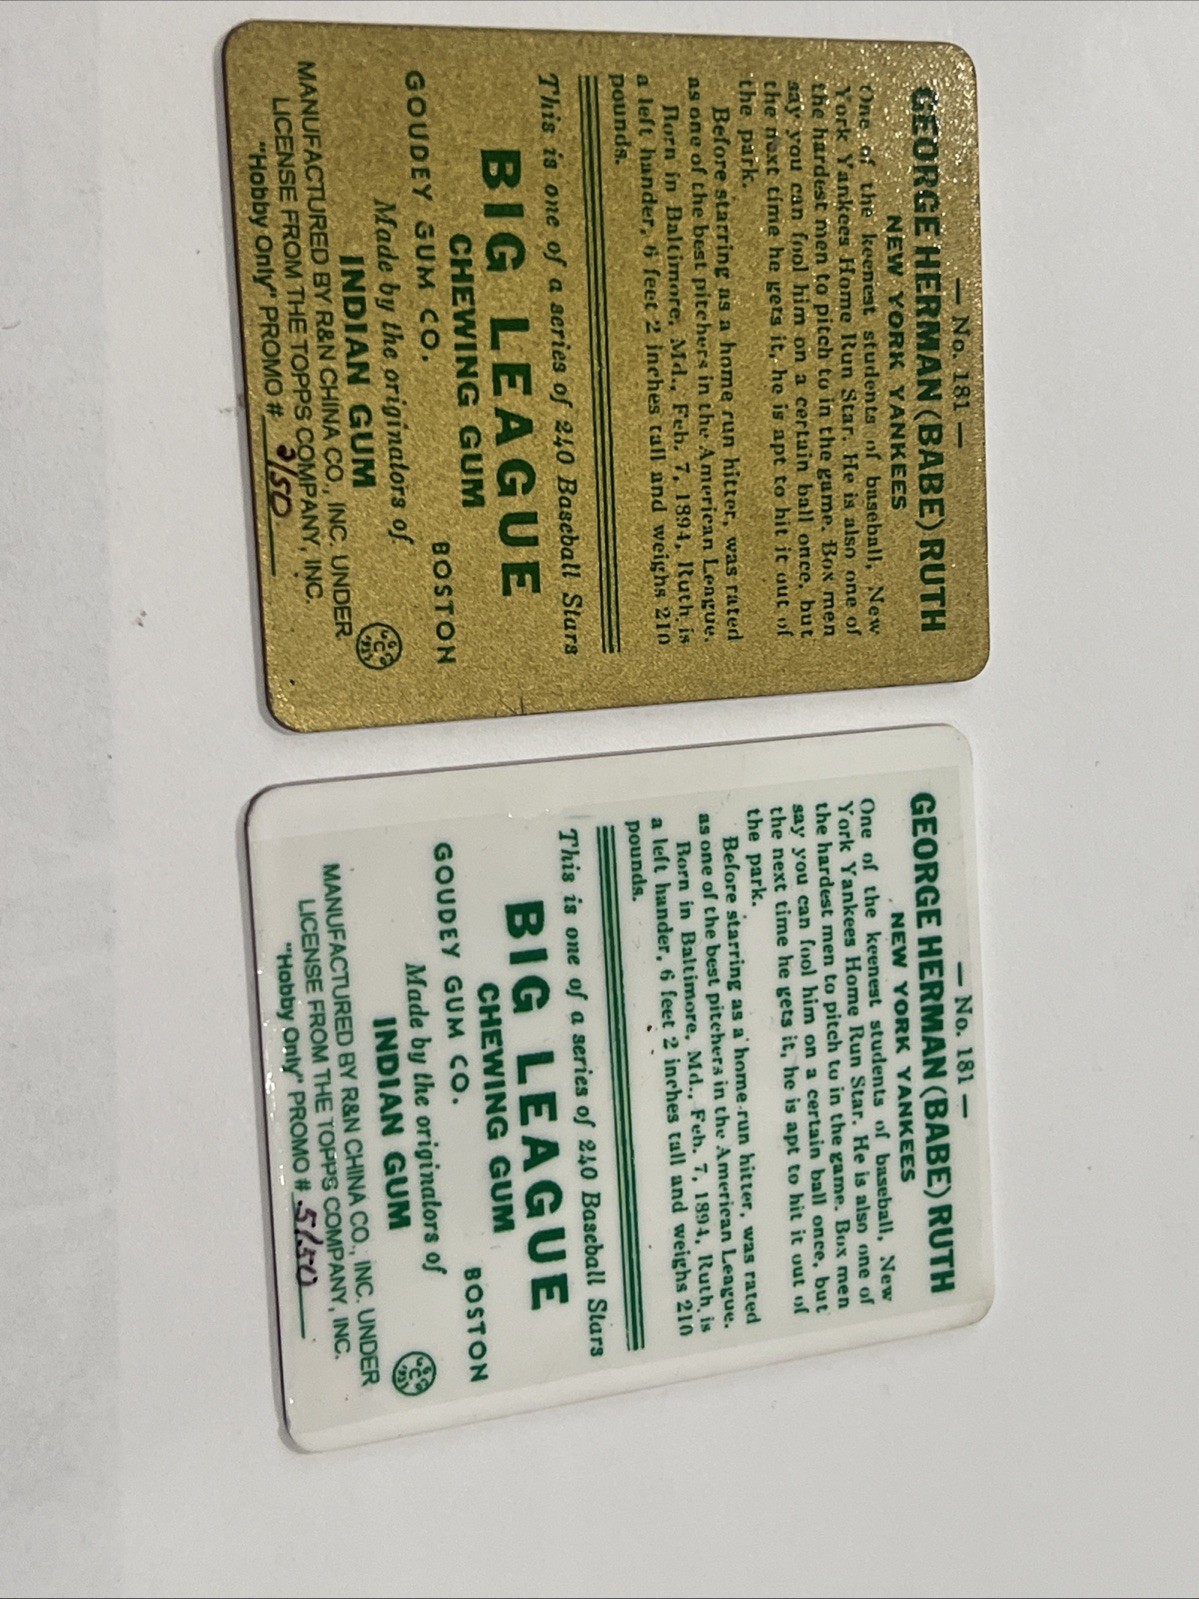 — No. 181 —
GEORGE HERMAN (BABE) RUTH
NEW YORK YANKEES
One of the keenest students of baseball, New
York Yankees Home Run Star. He is also one of
the hardest men to pitch to in the game. Box men
say you can fool him on a certain ball once, but
the next time he gets it, he is apt to hit it out of
the park.
Before starring as a home run hitter, was rated
as one of the best pitchers in the American League.
Born in Baltimore, Md., Feb. 7, 1894, Ruth is
a left hander, 6 feet 2 inches tall and weighs 210
pounds.
This is one of a series of 240 Baseball Stars
BIG LEAGUE
CHEWING GUM
GOUDEY GUM CO. BOSTON
Made by the originators of
INDIAN GUM
MANUFACTURED BY R&N CHINA CO., INC. UNDER
LICENSE FROM THE TOPPS COMPANY, INC.
"Hobby Only" PROMO # 3/50
— No. 181 —
GEORGE HERMAN (BABE) RUTH
NEW YORK YANKEES
One of the keenest students of baseball, New
York Yankees Home Run Star. He is also one of
the hardest men to pitch to in the game. Box men
say you can fool him on a certain ball once, but
the next time he gets it, he is apt to hit it out of
the park.
Before starring as a home run hitter, was rated
as one of the best pitchers in the American League.
Born in Baltimore, Md., Feb. 7, 1894, Ruth is
a left hander, 6 feet 2 inches tall and weighs 210
pounds.
This is one of a series of 240 Baseball Stars
BIG LEAGUE
CHEWING GUM
GOUDEY GUM CO. BOSTON
Made by the originators of
INDIAN GUM
MANUFACTURED BY R&N CHINA CO., INC. UNDER
LICENSE FROM THE TOPPS COMPANY, INC.
"Hobby Only" PROMO # 5/50